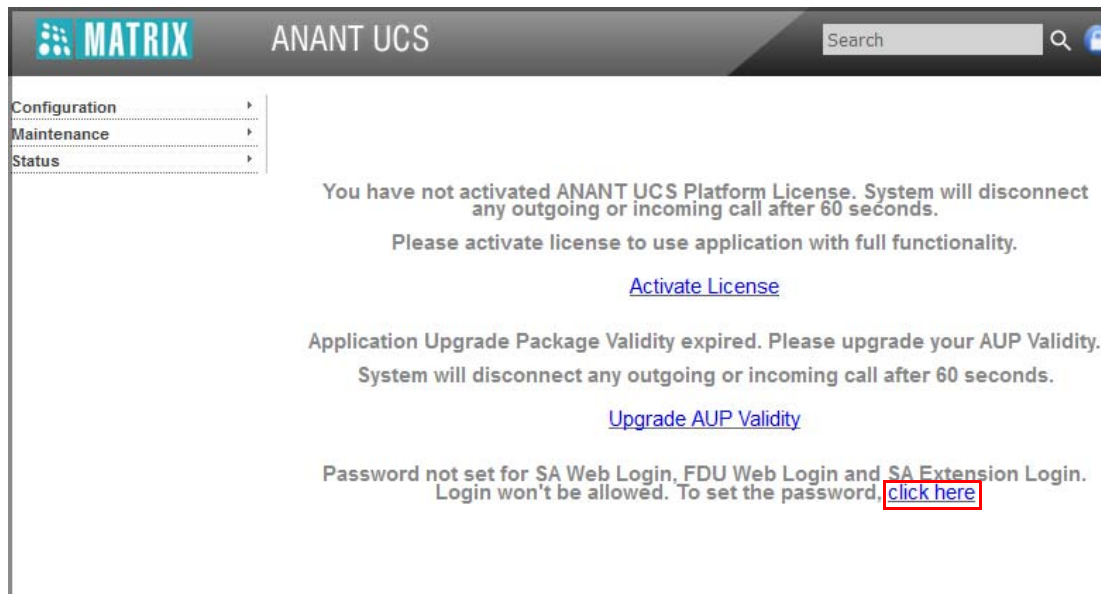 MATRIX
ANANT UCS
Search
Configuration
Maintenance
Status
You have not activated ANANT UCS Platform License. System will disconnect
any outgoing or incoming call after 60 seconds.
Please activate license to use application with full functionality.
Activate License
Application Upgrade Package Validity expired. Please upgrade your AUP Validity.
System will disconnect any outgoing or incoming call after 60 seconds.
Upgrade AUP Validity
Password not set for SA Web Login, FDU Web Login and SA Extension Login.
Login won't be allowed. To set the password, click here